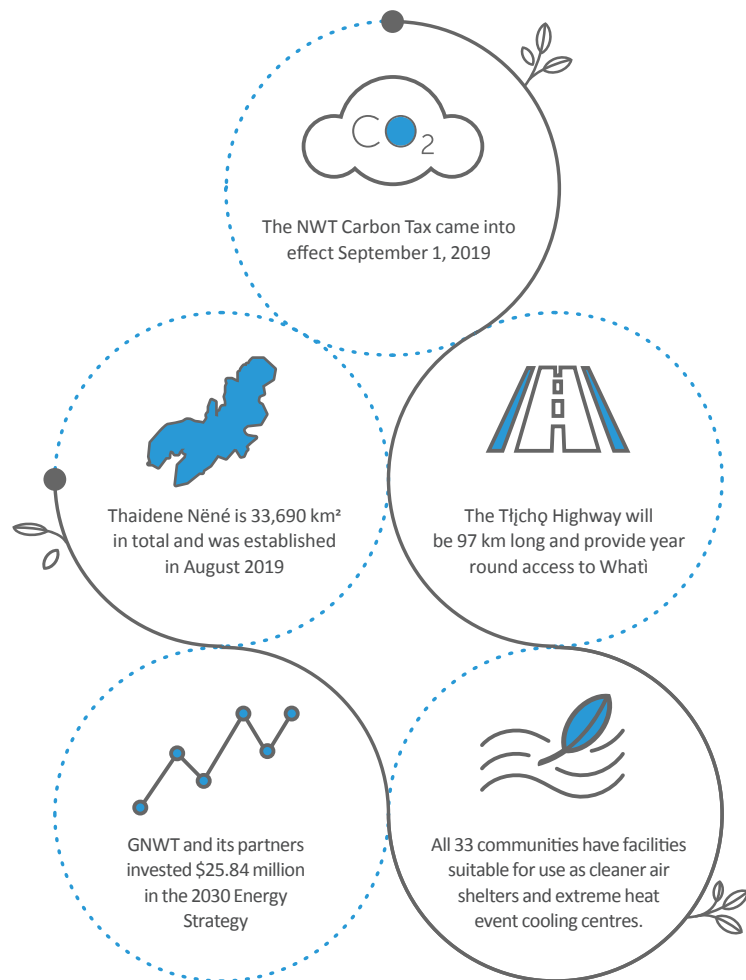 CO2
The NWT Carbon Tax came into
effect September 1, 2019
Thaidene Nëné is 33,690 km²
in total and was established
in August 2019
The Tłı̨chǫ Highway will
be 97 km long and provide year
round access to Whatì
GNWT and its partners
invested $25.84 million
in the 2030 Energy
Strategy
All 33 communities have facilities
suitable for use as cleaner air
shelters and extreme heat
event cooling centres.